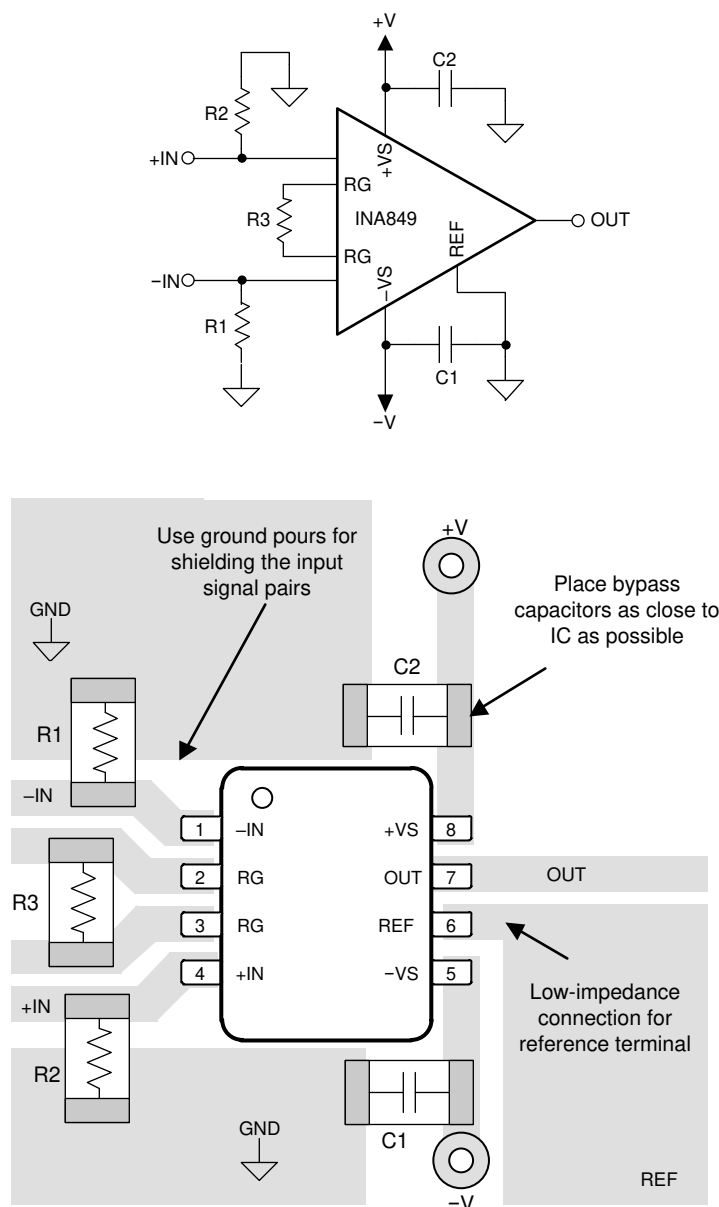 +V
C2
R2
+IN
+VS
RG
R3
INA849
OUT
REF
RG
−IN
−VS
R1
C1
−V
+V
Use ground pours for
shielding the input
signal pairs
Place bypass
capacitors as close to
IC as possible
GND
C2
R1
−IN
1
–IN
+VS
8
2
RG
OUT
7
OUT
R3
3
RG
REF
6
4
+IN
−VS
5
+IN
Low-impedance
connection for
reference terminal
R2
GND
C1
REF
−V